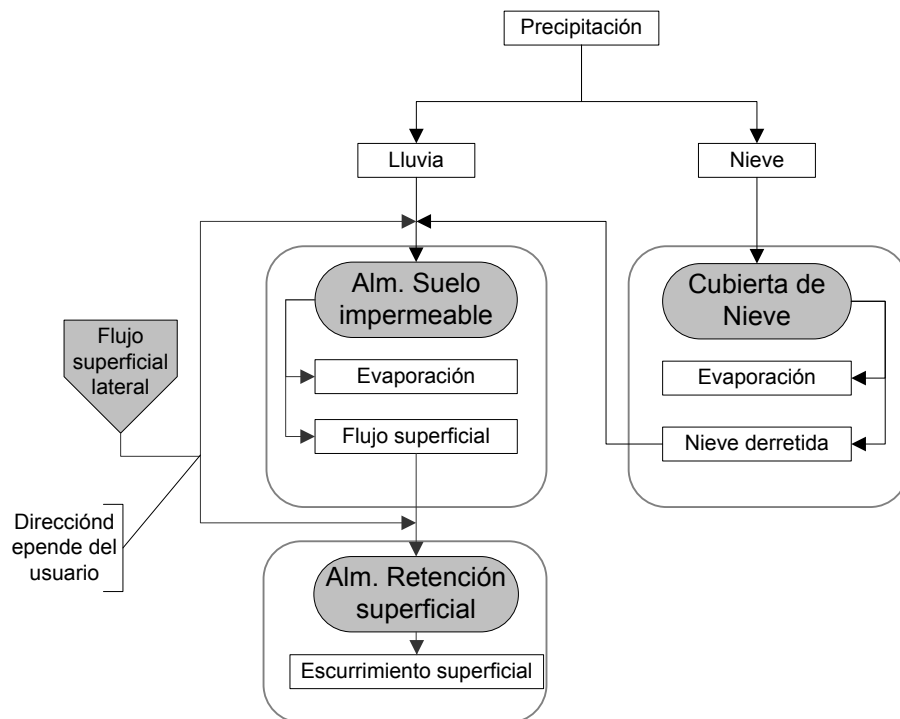 Precipitación
Lluvia
Nieve
Alm. Suelo
impermeable
Cubierta de
Nieve
Flujo
superficial
lateral
Evaporación
Evaporación
Flujo superficial
Nieve derretida
Direcciónd
epende del
usuario
Alm. Retención
superficial
Escurrimiento superficial